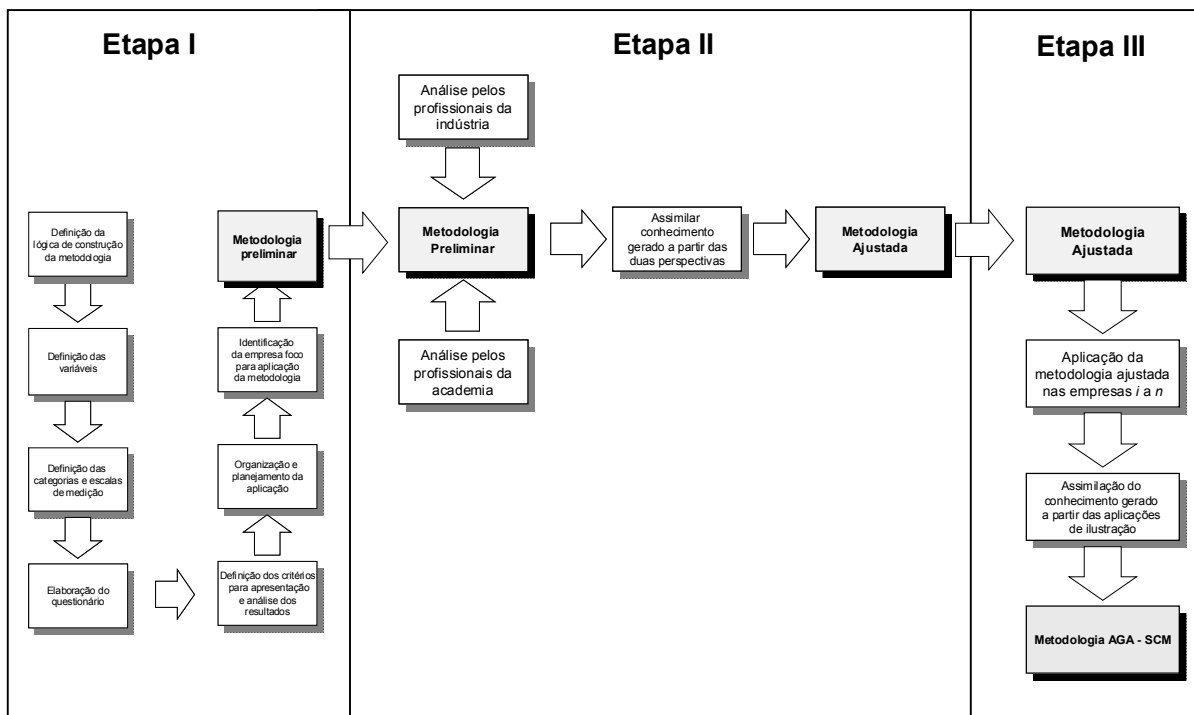 Etapa I
Definição da
lógica de construção
da metodologia
Definição das
variáveis
Definição das
categorias e escalas
de medição
Elaboração do
questionário
Definição dos critérios
para apresentação
e análise dos
resultados
Organização e
planejamento da
aplicação
Identificação
da empresa foco
para aplicação
da metodologia
Metodologia
preliminar
Etapa II
Análise pelos
profissionais da
indústria
Metodologia
Preliminar
Análise pelos
profissionais da
academia
Assimilar
conhecimento
gerado a partir das
duas perspectivas
Metodologia
Ajustada
Etapa III
Metodologia
Ajustada
Aplicação da
metodologia ajustada
nas empresas i a n
Assimilação do
conhecimento gerado
a partir das aplicações
de ilustração
Metodologia AGA - SCM